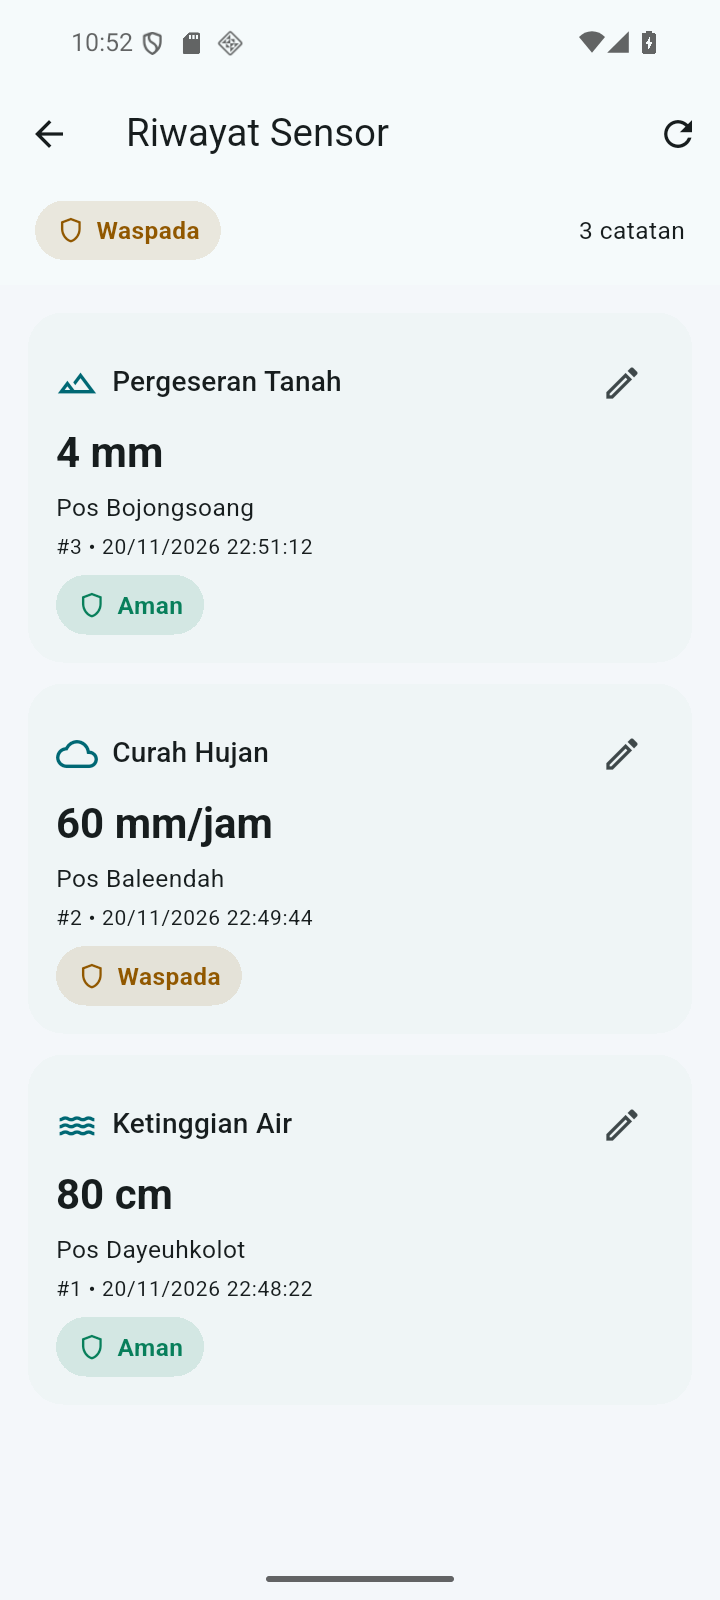 10:52
Riwayat Sensor
Waspada
3 catatan
Pergeseran Tanah
4 mm
Pos Bojongsoang
#3 • 20/11/2026 22:51:12
Aman
Curah Hujan
60 mm/jam
Pos Baleendah
#2 • 20/11/2026 22:49:44
Waspada
Ketinggian Air
80 cm
Pos Dayeuhkolot
#1 • 20/11/2026 22:48:22
Aman